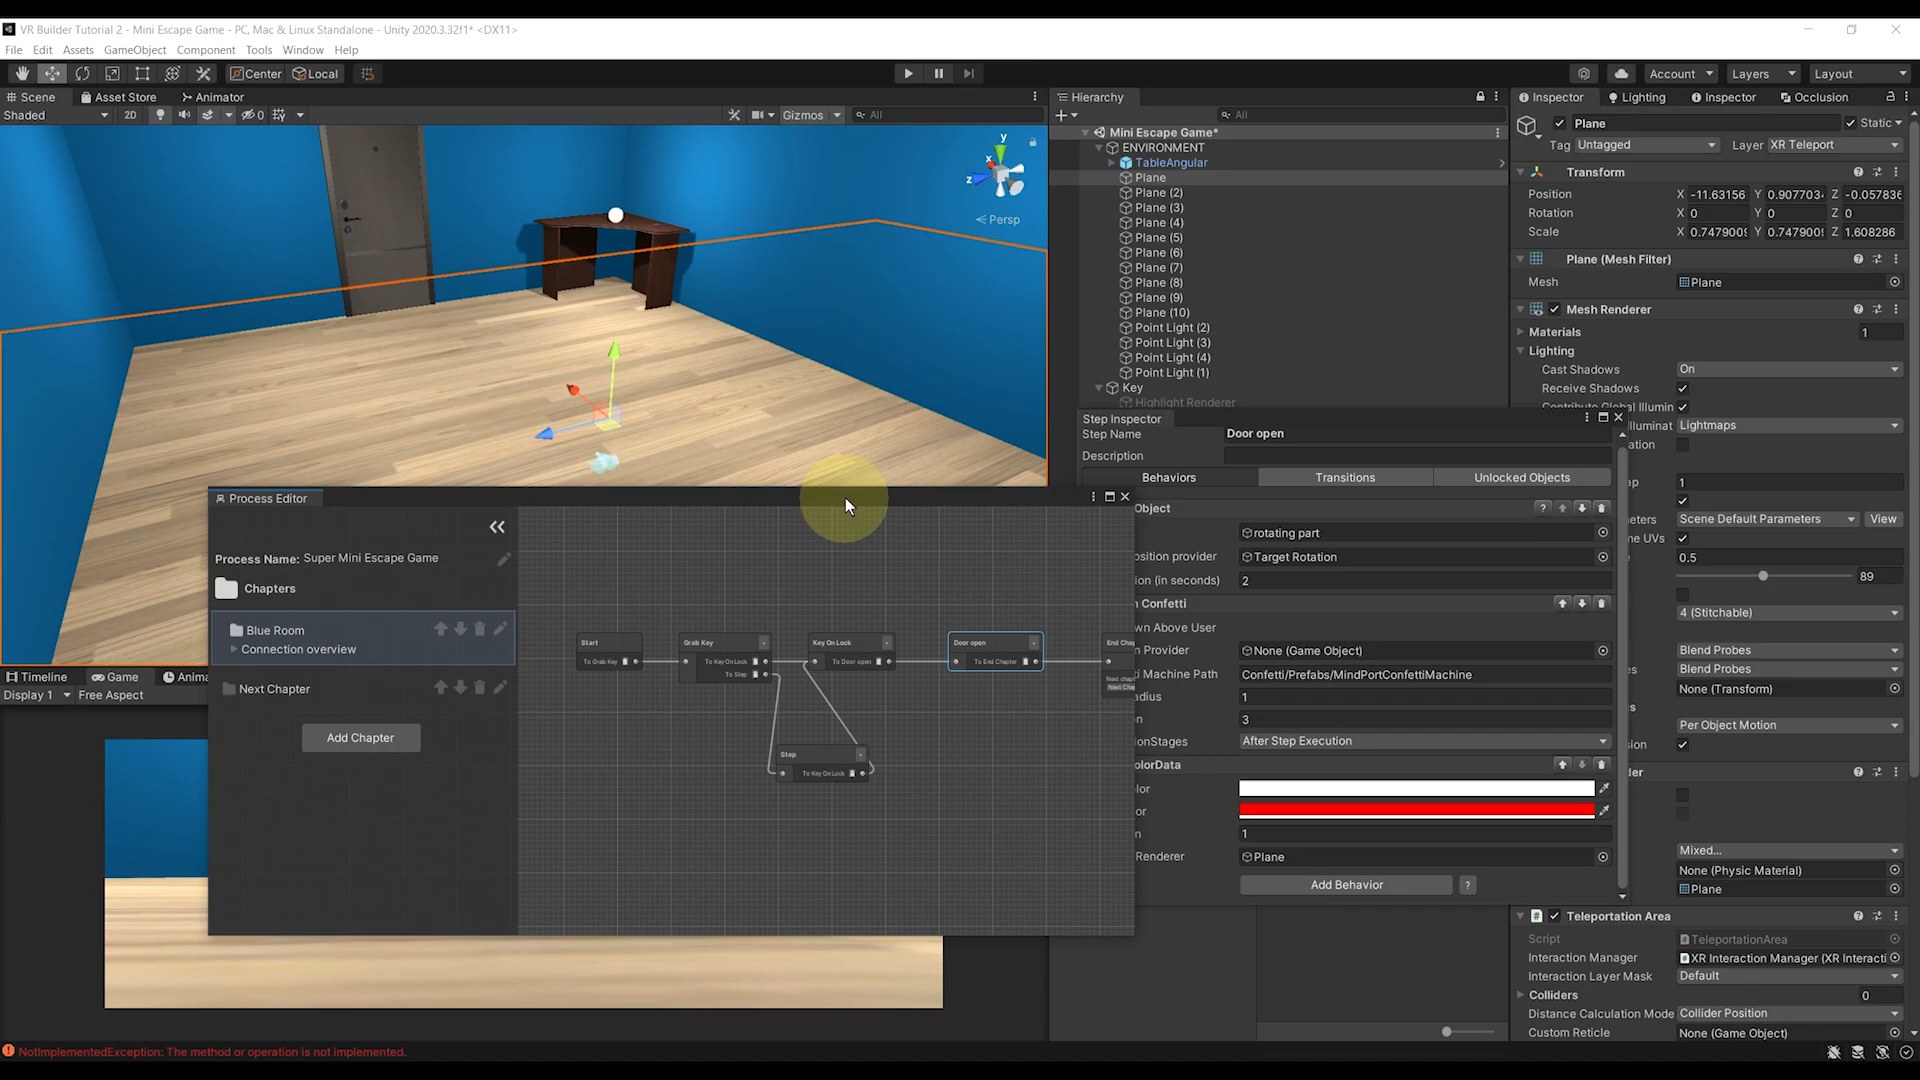 VR Builder Tutorial 2 - Mini Escape Game - PC, Mac & Linux Standalone - Unity 2020.3.32f1* <DX11>
File Edit Assets GameObject Component Tools Window Help
Center Local
Account Layers Layout
Scene Asset Store Animator
Shaded 2D 0 Gizmos All
y
x
z
Persp
Hierarchy
All
Mini Escape Game*
ENVIRONMENT
TableAngular
Plane
Plane (2)
Plane (3)
Plane (4)
Plane (5)
Plane (6)
Plane (7)
Plane (8)
Plane (9)
Plane (10)
Point Light (2)
Point Light (3)
Point Light (4)
Point Light (1)
Key
Highlight Renderer
Step Inspector
Step Name Door open
Description
Behaviors Transitions Unlocked Objects
Object
rotating part
osition provider Target Rotation
ion (in seconds) 2
n Confetti
wn Above User
n Provider None (Game Object)
ti Machine Path Confetti/Prefabs/MindPortConfettiMachine
adius 1
n 3
ionStages After Step Execution
olorData
lor
or
n 1
Renderer Plane
Add Behavior ?
Process Editor
Process Name: Super Mini Escape Game
Chapters
Blue Room
Connection overview
Next Chapter
Add Chapter
Start
To Grab Key
Grab Key
To Key On Lock
To Step
Key On Lock
To Door open
Door open
To End Chapter
End Chap
Next chapt
Next Chap
Step
To Key On Lock
Timeline Game Anima
Display 1 Free Aspect
Inspector Lighting Inspector Occlusion
Plane Static
Tag Untagged Layer XR Teleport
Transform
Position X -11.63156 Y 0.907703 Z -0.057836
Rotation X 0 Y 0 Z 0
Scale X 0.747900 Y 0.747900 Z 1.608286
Plane (Mesh Filter)
Mesh Plane
Mesh Renderer
Materials 1
Lighting
Cast Shadows On
Receive Shadows
Contribute Global Illumin
luminat Lightmaps
ation
ap 1
meters Scene Default Parameters View
me UVs
0.5
89
4 (Stitchable)
Blend Probes
Blend Probes
None (Transform)
s
Per Object Motion
sion
der
Mixed...
None (Physic Material)
Plane
Teleportation Area
Script TeleportationArea
Interaction Manager XR Interaction Manager (XR Interacti
Interaction Layer Mask Default
Colliders 0
Distance Calculation Mode Collider Position
Custom Reticle None (Game Object)
NotImplementedException: The method or operation is not implemented.